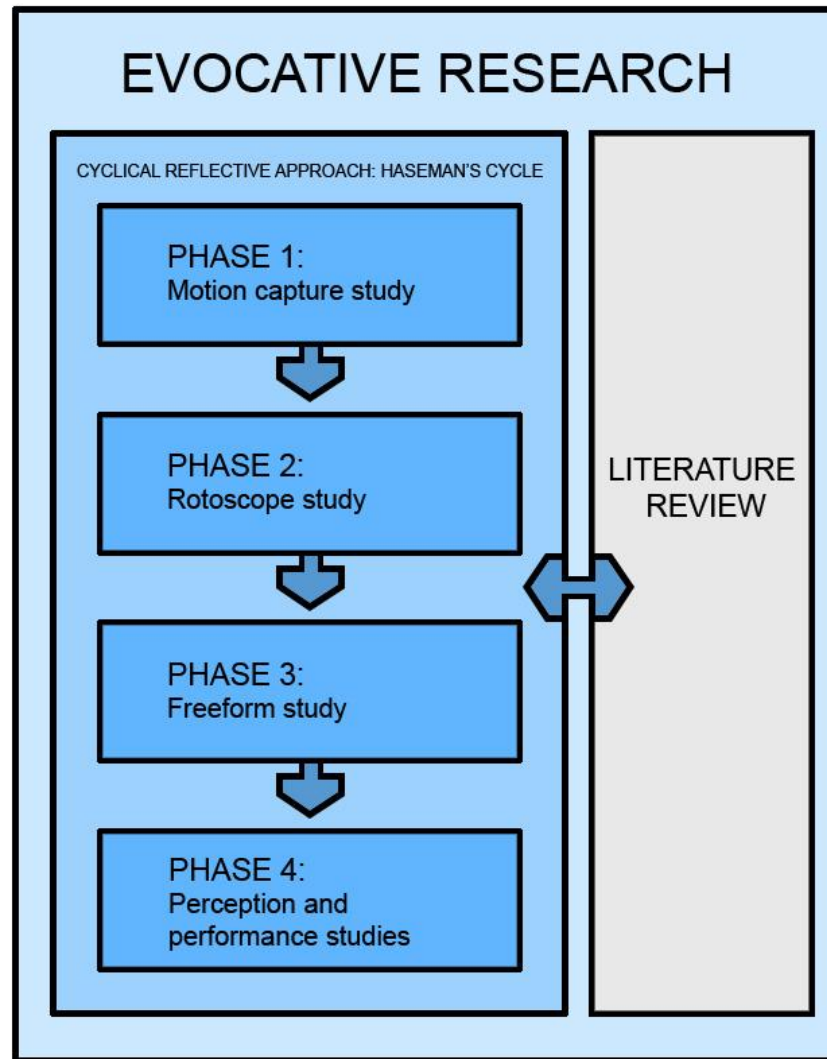 EVOCATIVE RESEARCH
CYCLICAL REFLECTIVE APPROACH: HASEMAN'S CYCLE
PHASE 1:
Motion capture study
PHASE 2:
Rotoscope study
PHASE 3:
Freeform study
PHASE 4:
Perception and
performance studies
LITERATURE
REVIEW